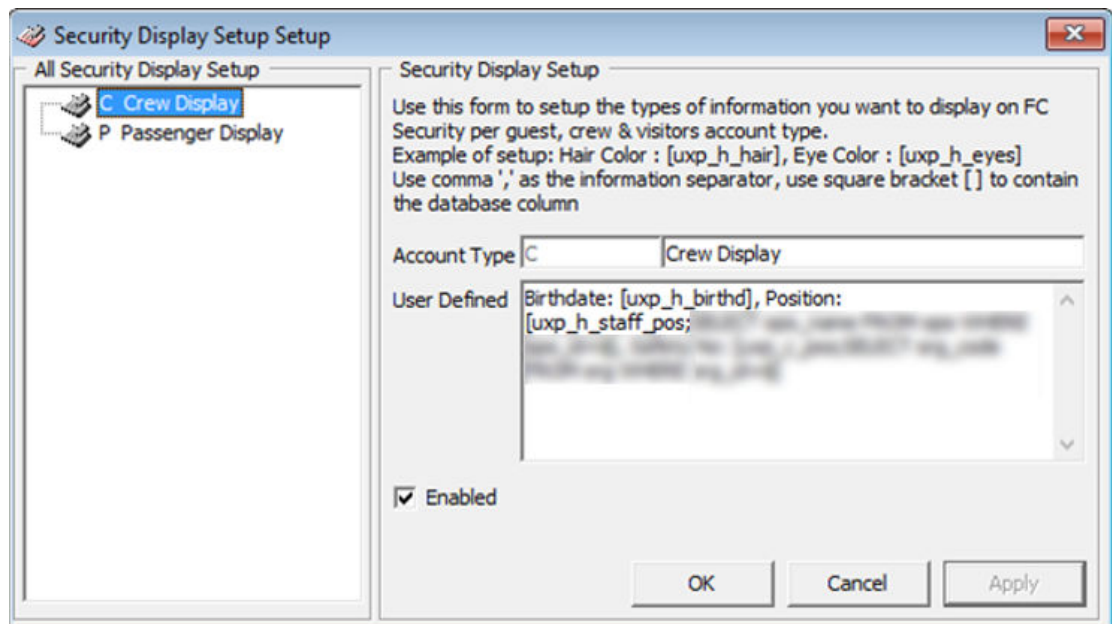 Security Display Setup Setup
All Security Display Setup
C Crew Display
P Passenger Display
Security Display Setup
Use this form to setup the types of information you want to display on FC
Security per guest, crew & visitors account type.
Example of setup: Hair Color : [uxp_h_hair], Eye Color : [uxp_h_eyes]
Use comma ',' as the information separator, use square bracket [ ] to contain
the database column
Account Type C Crew Display
User Defined Birthdate: [uxp_h_birthd], Position:
[uxp_h_staff_pos;
Enabled
OK Cancel Apply